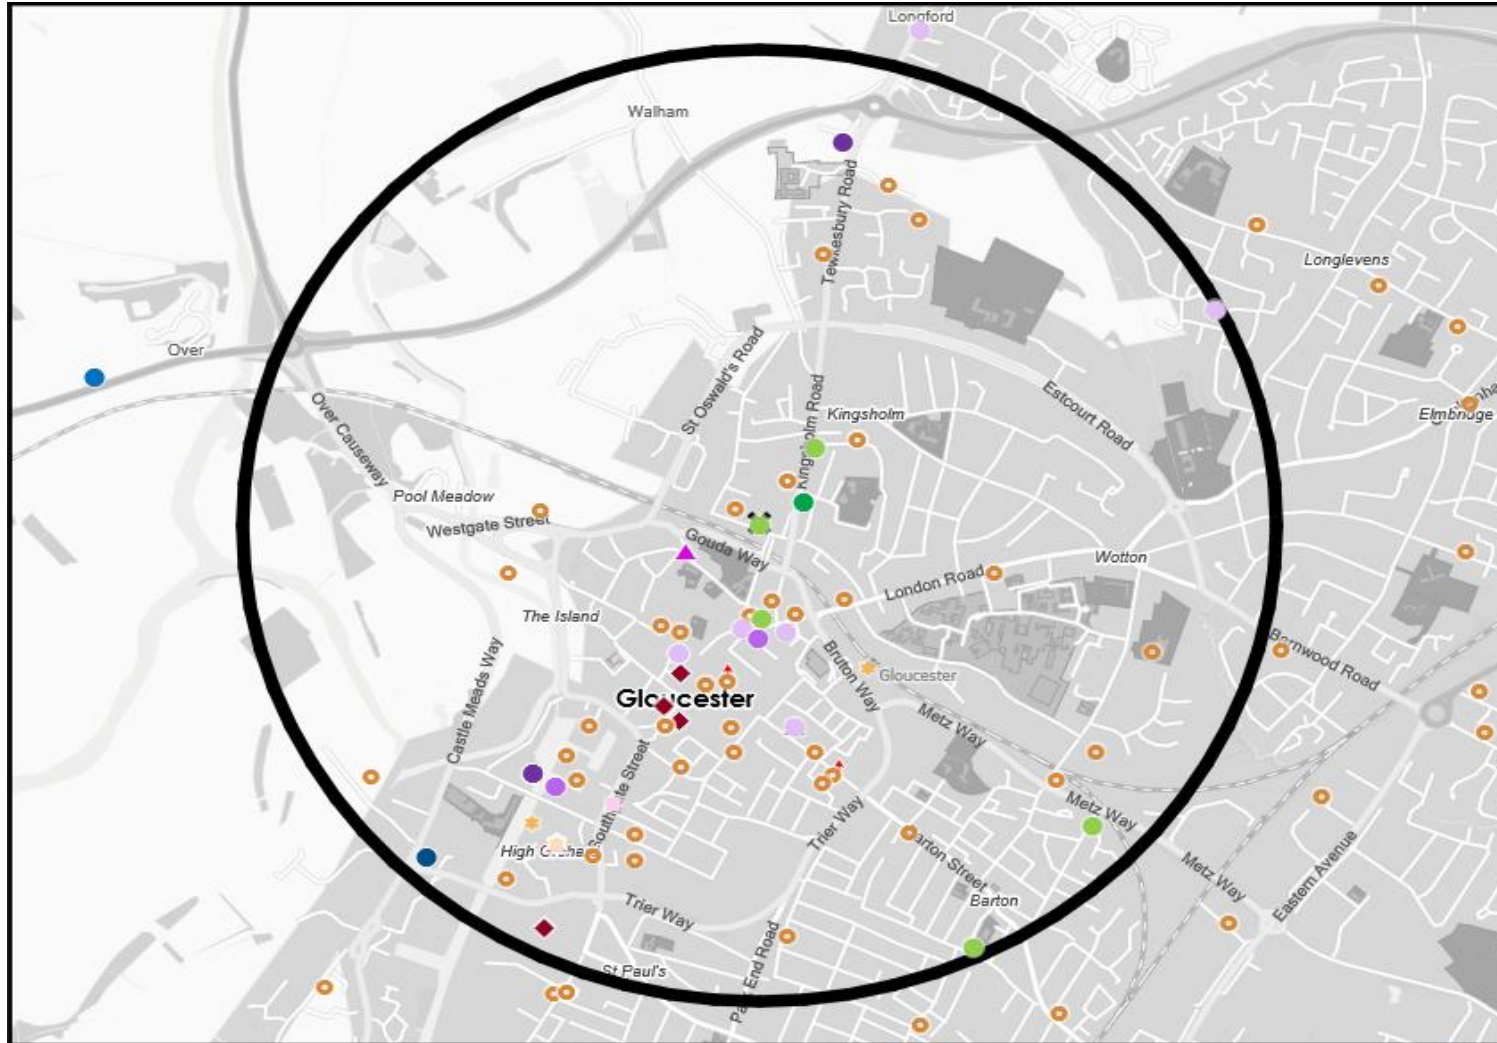 Longford
Walham
Tewkesbury Road
Longlevens
Over
St Oswald's Road
Over Causeway
Kingsholm Road
Kingsholm
Estcourt Road
Elmbridge
Pool Meadow
Westgate Street
Gouda Way
Wotton
London Road
The Island
Barnwood Road
Bruton Way
Gloucester
Gloucester
Castle Meads Way
Metz Way
Southgate Street
Metz Way
Trier Way
High
Barton Street
Metz Way
Eastern Avenue
Barton
Trier Way
St Paul's
Park End Road